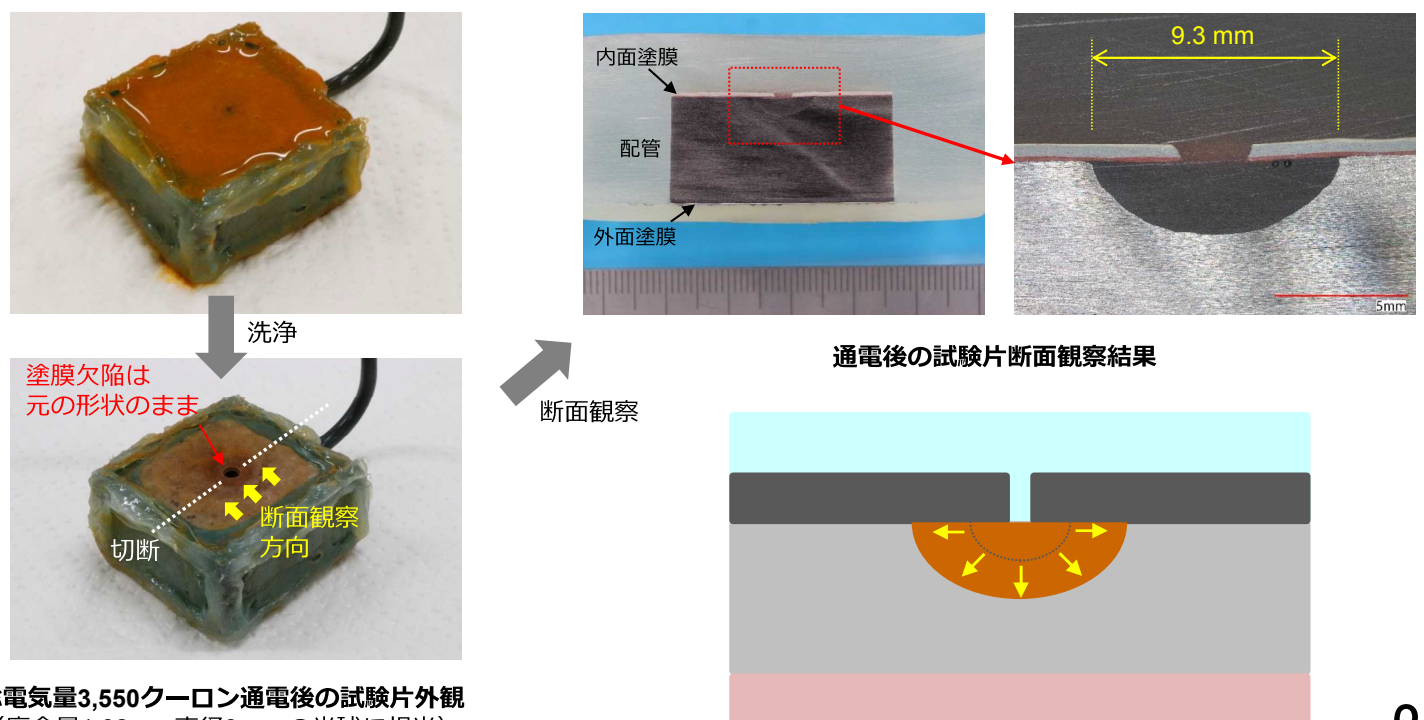 洗浄
塗膜欠陥は
元の形状のまま
切断
断面観察
方向
電気量3,550クーロン通電後の試験片外観
断面観察
内面塗膜
配管
外面塗膜
9.3 mm
5mm
通電後の試験片断面観察結果